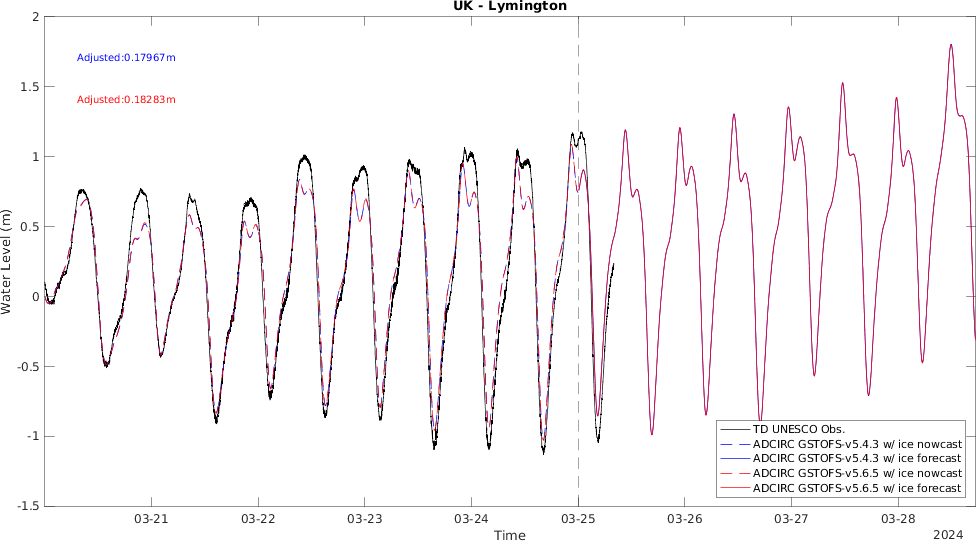 UK - Lymington
Adjusted:0.17967m
Adjusted:0.18283m
Water Level (m)
2
1.5
1
0.5
0
-0.5
-1
-1.5
03-21
03-22
03-23
03-24
03-25
03-26
03-27
03-28
Time
2024
TD UNESCO Obs.
ADCIRC GSTOFS-v5.4.3 w/ ice nowcast
ADCIRC GSTOFS-v5.4.3 w/ ice forecast
ADCIRC GSTOFS-v5.6.5 w/ ice nowcast
ADCIRC GSTOFS-v5.6.5 w/ ice forecast